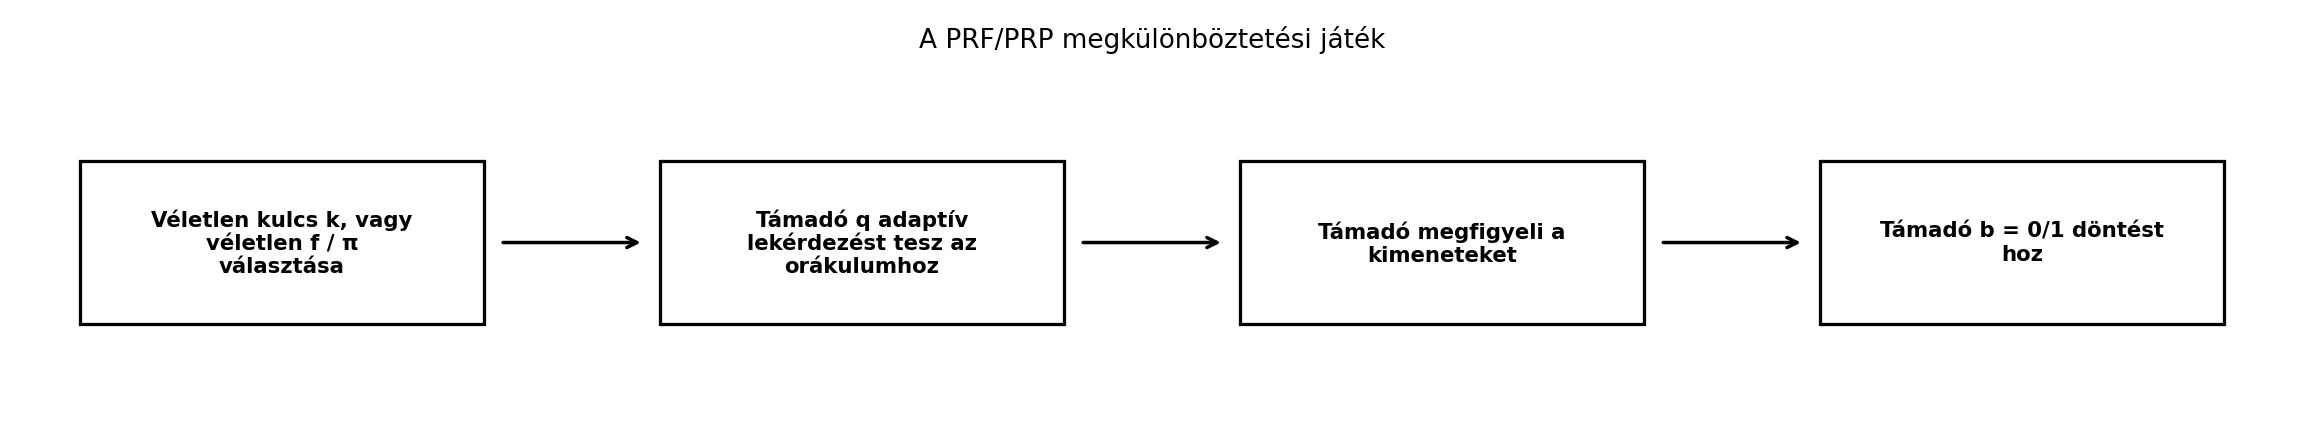 A PRF/PRP megkülönböztetési játék
Véletlen kulcs k, vagy
véletlen f / π
választása
Támadó q adaptív
lekérdezést tesz az
orákulumhoz
Támadó megfigyeli a
kimeneteket
Támadó b = 0/1 döntést
hoz